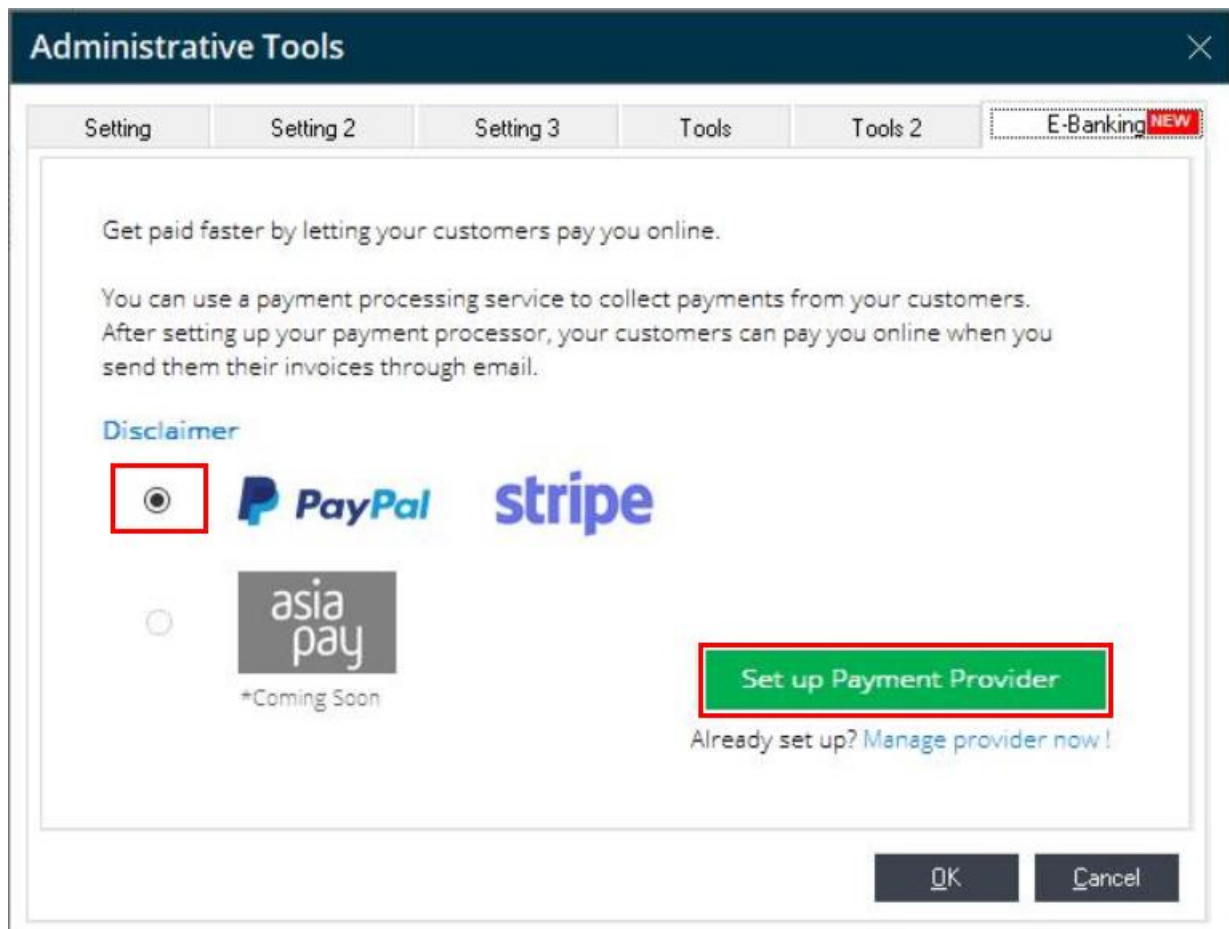 Administrative Tools
Setting Setting 2 Setting 3 Tools Tools 2 E-Banking NEW
Get paid faster by letting your customers pay you online.
You can use a payment processing service to collect payments from your customers.
After setting up your payment processor, your customers can pay you online when you
send them their invoices through email.
Disclaimer
PayPal stripe
asia
pay
*Coming Soon
Set up Payment Provider
Already set up? Manage provider now !
OK Cancel